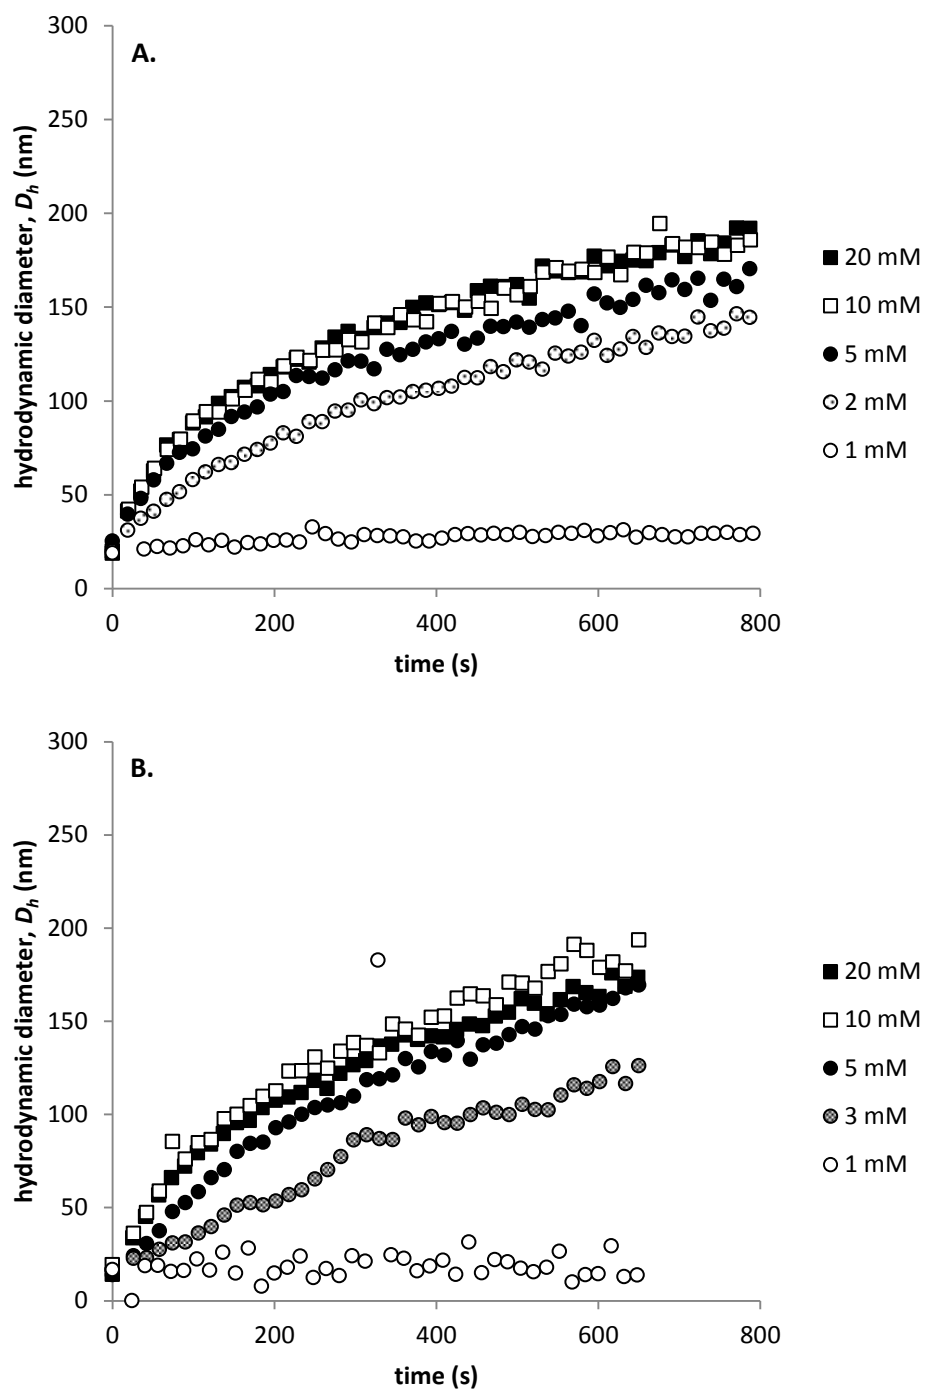 A.
300
250
200
150
100
50
0
hydrodynamic diameter, Dh (nm)
0 200 400 600 800
time (s)
20 mM
10 mM
5 mM
2 mM
1 mM
B.
300
250
200
150
100
50
0
hydrodynamic diameter, Dh (nm)
0 200 400 600 800
time (s)
20 mM
10 mM
5 mM
3 mM
1 mM